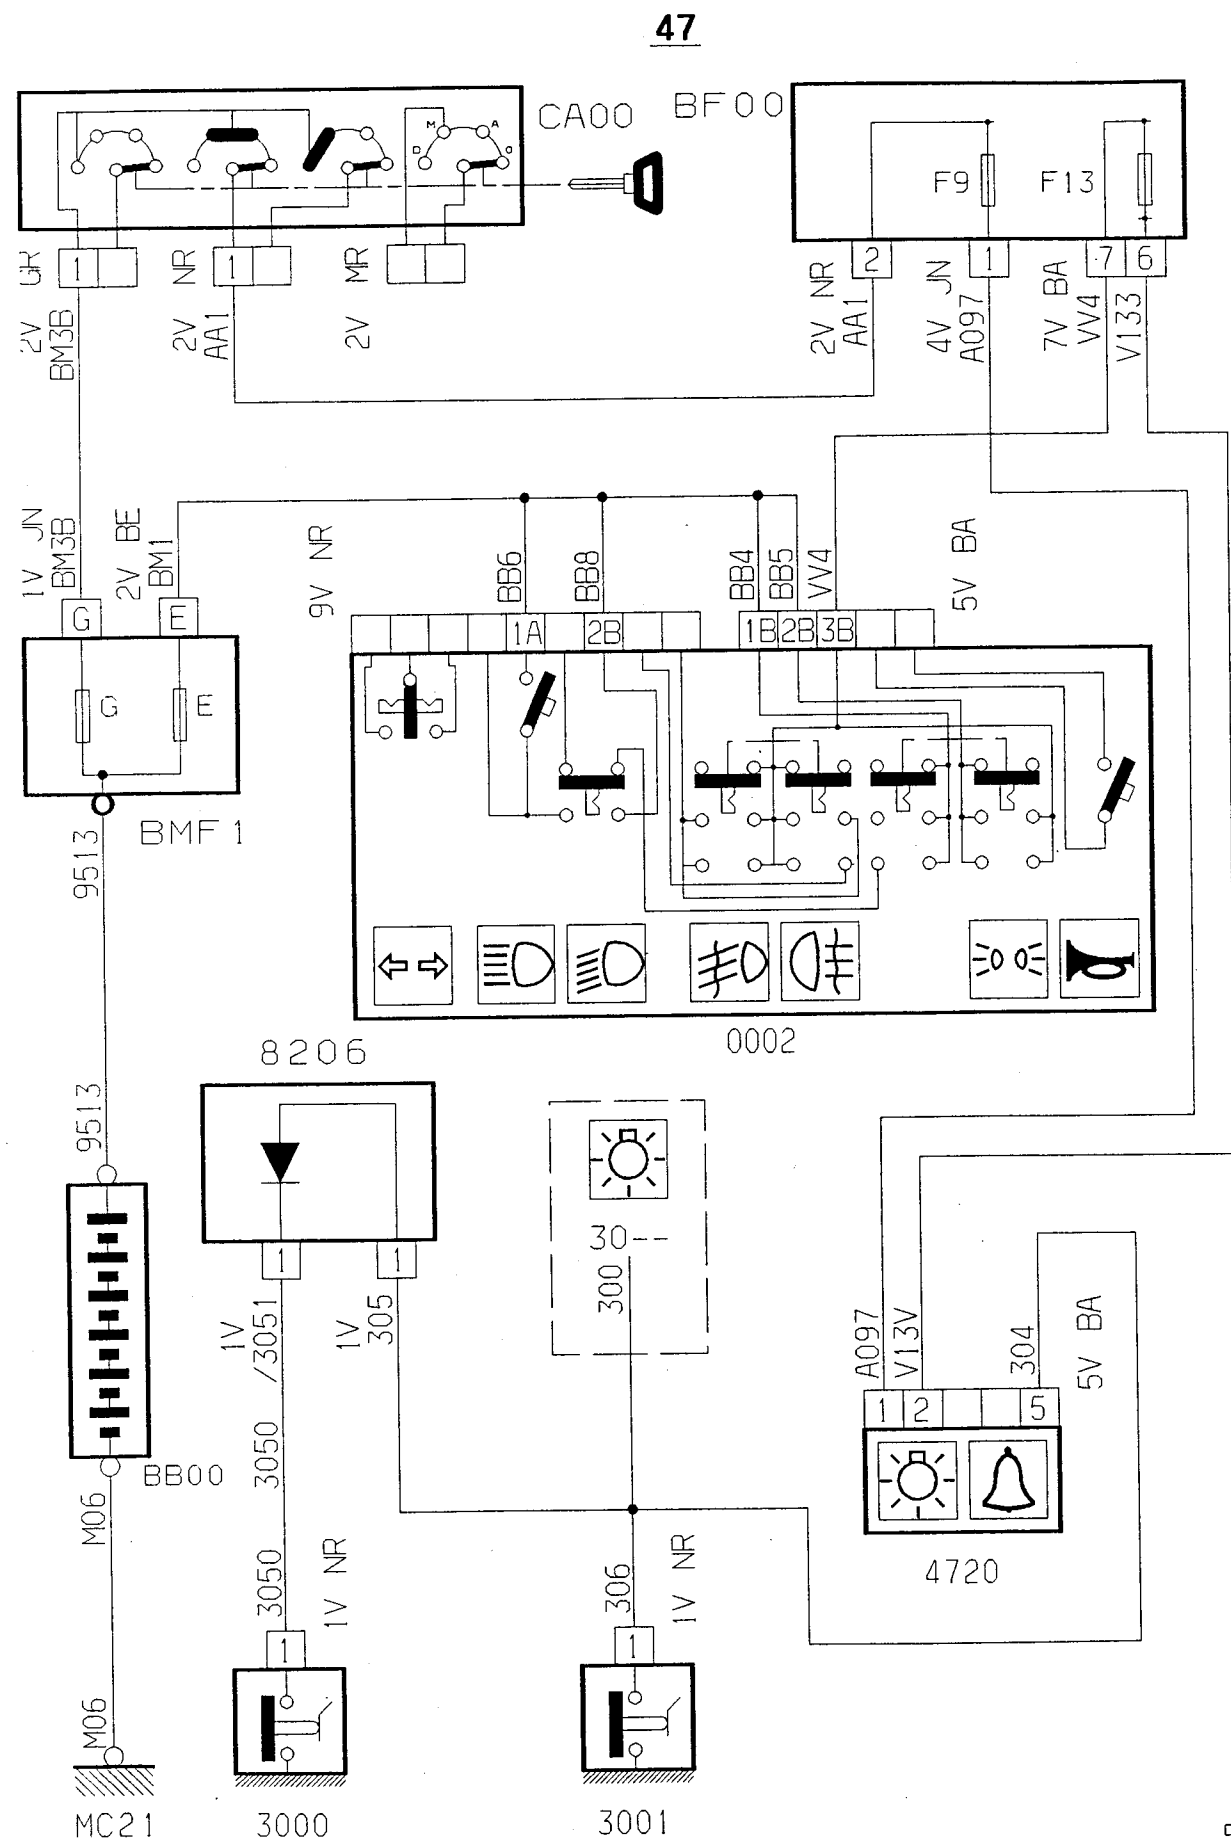 47
CA00
BF00
M
A
D
C
F9
F13
1
1
2
1
7
6
2V GR
BM3B
2V NR
AA1
2V MR
2V NR
AA1
4V JN
A097
7V BA
VV4
V133
1V JN
BM3B
2V BE
BM1
9V NR
BB6
BB8
BB4
BB5
VV4
5V BA
G
E
1A
2B
1B
2B
3B
G
E
BMF1
9513
0002
8206
9513
30--
300
1
1
1V
3050 /3051
1V
305
A097
V13V
304
5V BA
1
2
5
BB00
M06
4720
3050
1V NR
306
1V NR
1
1
M06
MC21
3000
3001